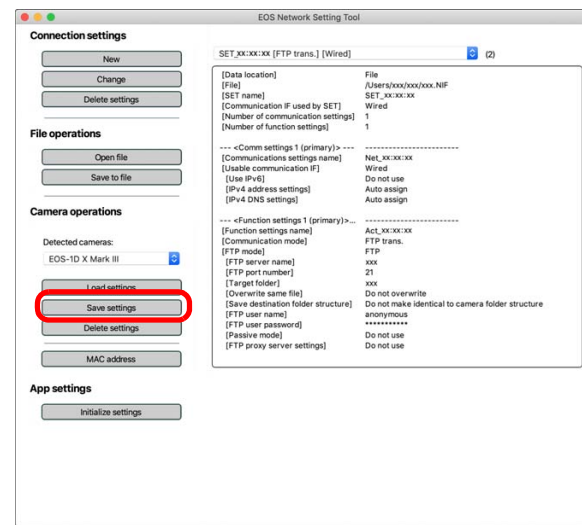 EOS Network Setting Tool
Connection settings
New
Change
Delete settings
File operations
Open file
Save to file
Camera operations
Detected cameras:
EOS-1D X Mark III
Load settings
Save settings
Delete settings
MAC address
App settings
Initialize settings
SET_xx:xx:xx [FTP trans.] [Wired] (2)
[Data location] File
[File] /Users/xxx/xxx/xxx.NIF
[SET name] SET_xx:xx:xx
[Communication IF used by SET] Wired
[Number of communication settings] 1
[Number of function settings] 1
--- <Comm settings 1 (primary)> --- ------------------------
[Communications settings name] Net_xx:xx:xx
[Usable communication IF] Wired
[Use IPv6] Do not use
[IPv4 address settings] Auto assign
[IPv4 DNS settings] Auto assign
--- <Function settings 1 (primary)>... ------------------------
[Function settings name] Act_xx:xx:xx
[Communication mode] FTP trans.
[FTP mode] FTP
[FTP server name] xxx
[FTP port number] 21
[Target folder] xxx
[Overwrite same file] Do not overwrite
[Save destination folder structure] Do not make identical to camera folder structure
[FTP user name] anonymous
[FTP user password] ***********
[Passive mode] Do not use
[FTP proxy server settings] Do not use